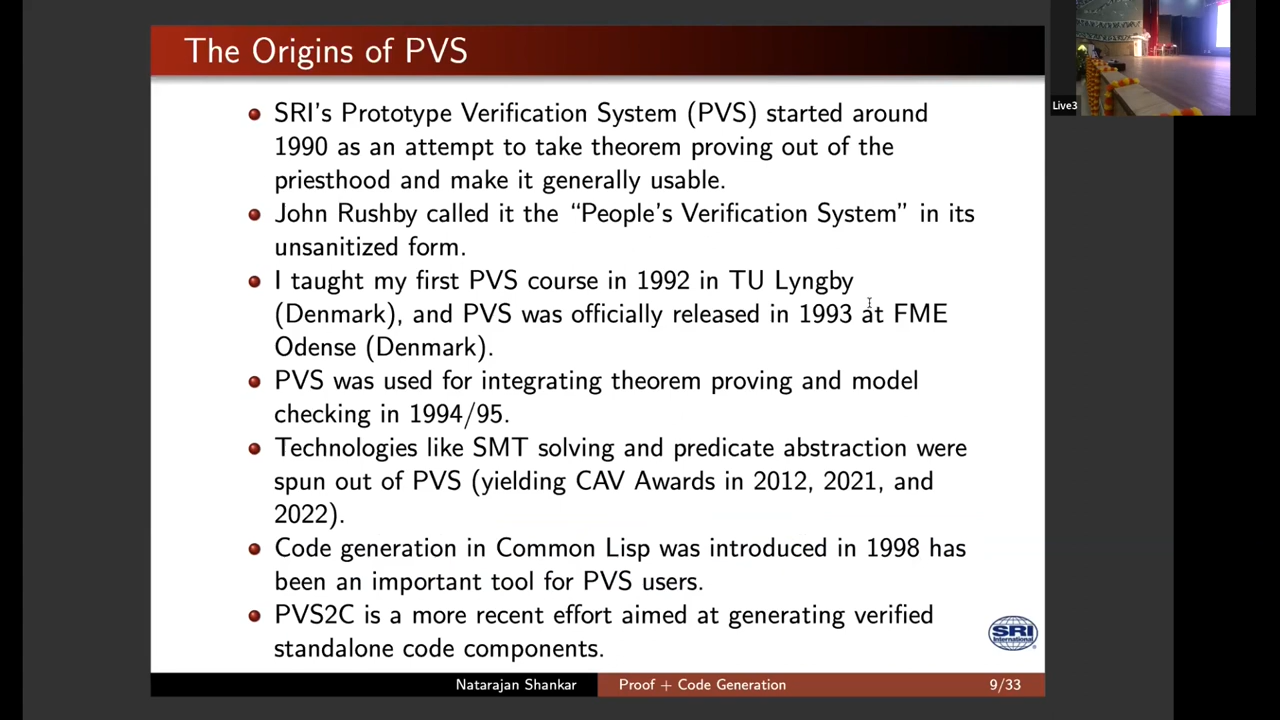 The Origins of PVS
SRI's Prototype Verification System (PVS) started around
1990 as an attempt to take theorem proving out of the
priesthood and make it generally usable.
John Rushby called it the “People's Verification System” in its
unsanitized form.
I taught my first PVS course in 1992 in TU Lyngby
(Denmark), and PVS was officially released in 1993 at FME
Odense (Denmark).
PVS was used for integrating theorem proving and model
checking in 1994/95.
Technologies like SMT solving and predicate abstraction were
spun out of PVS (yielding CAV Awards in 2012, 2021, and
2022).
Code generation in Common Lisp was introduced in 1998 has
been an important tool for PVS users.
PVS2C is a more recent effort aimed at generating verified
standalone code components.
SRI
International
Natarajan Shankar Proof + Code Generation 9/33
Live3